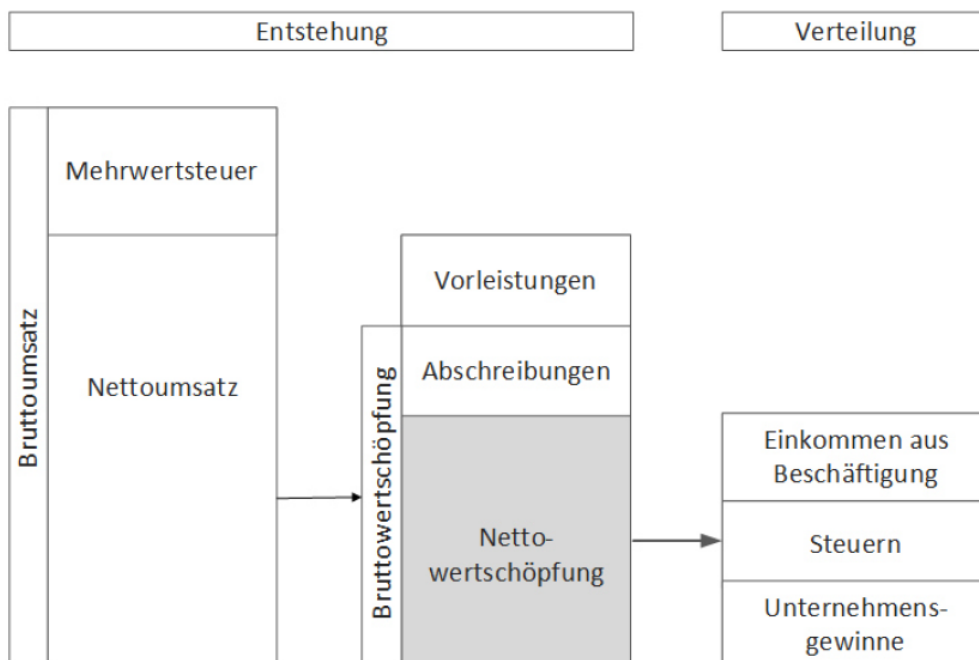 Entstehung
Verteilung
Bruttoumsatz
Mehrwertsteuer
Nettoumsatz
Bruttowertschöpfung
Vorleistungen
Abschreibungen
Netto-
wertschöpfung
Einkommen aus
Beschäftigung
Steuern
Unternehmens-
gewinne